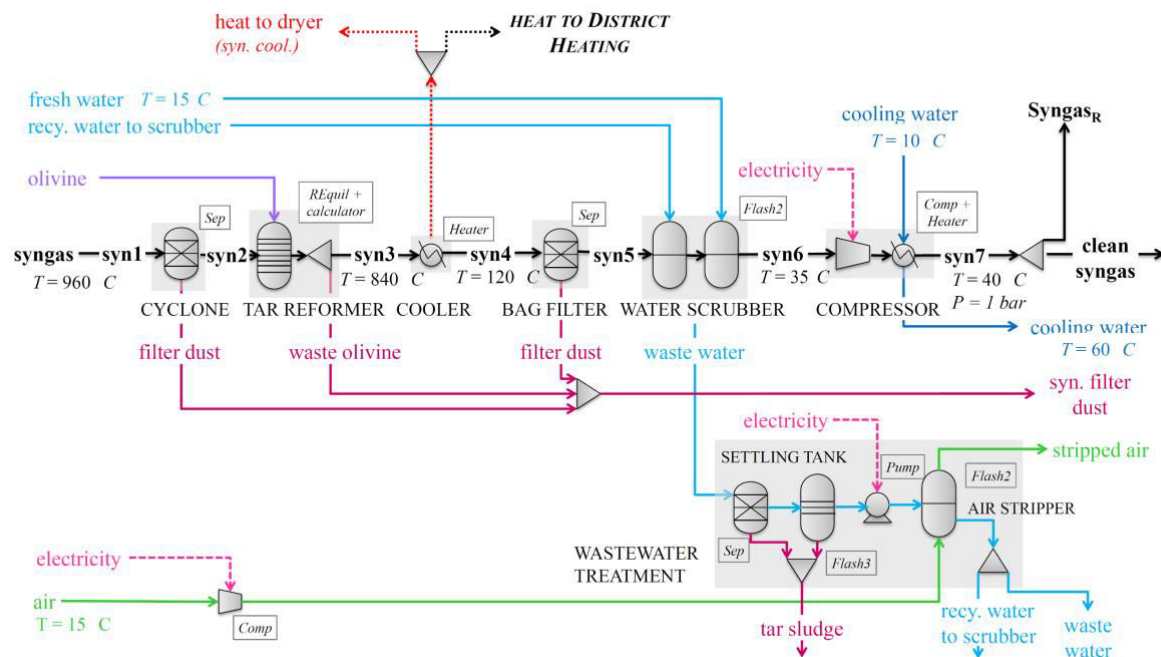 heat to dryer
(syn. cool.)
HEAT TO DISTRICT
HEATING
fresh water T = 15 C
recy. water to scrubber
cooling water
T = 10 C
Syngas_R
electricity
olivine
Sep
REquil +
calculator
Heater
Sep
Flash2
Comp +
Heater
syngas
syn1
syn2
syn3
syn4
syn5
syn6
syn7
clean
syngas
T = 960 C
T = 840 C
T = 120 C
T = 35 C
T = 40 C
P = 1 bar
CYCLONE
TAR REFORMER
COOLER
BAG FILTER
WATER SCRUBBER
COMPRESSOR
filter dust
waste olivine
filter dust
waste water
cooling water
T = 60 C
syn. filter
dust
electricity
SETTLING TANK
Pump
Flash2
stripped air
AIR STRIPPER
Sep
Flash3
WASTEWATER
TREATMENT
electricity
air
T = 15 C
Comp
tar sludge
recy. water
to scrubber
waste
water